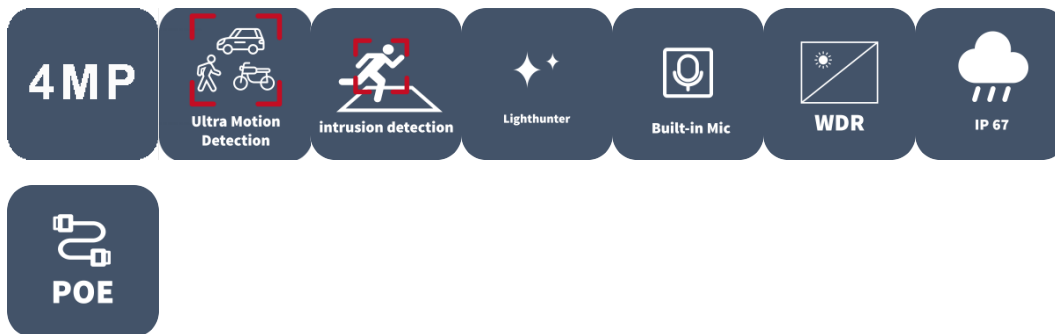 4MP
Ultra Motion
Detection
intrusion detection
Lighthunter
Built-in Mic
WDR
IP 67
POE